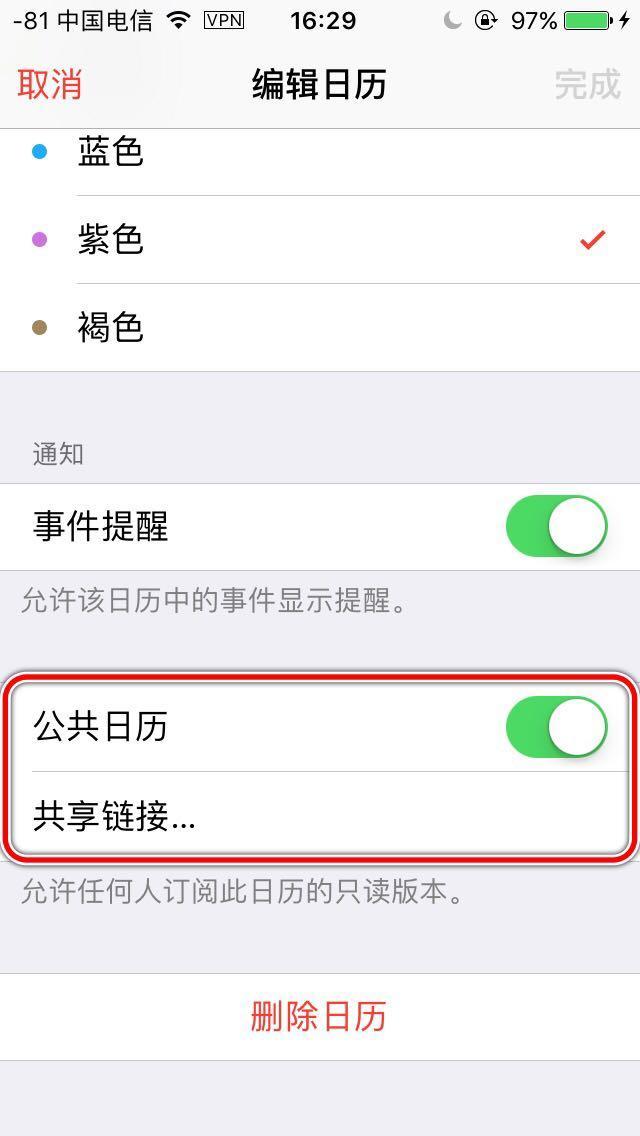 -81 中国电信 VPN 16:29 97%
取消 编辑日历 完成
蓝色
紫色
褐色
通知
事件提醒
允许该日历中的事件显示提醒。
公共日历
共享链接...
允许任何人订阅此日历的只读版本。
删除日历